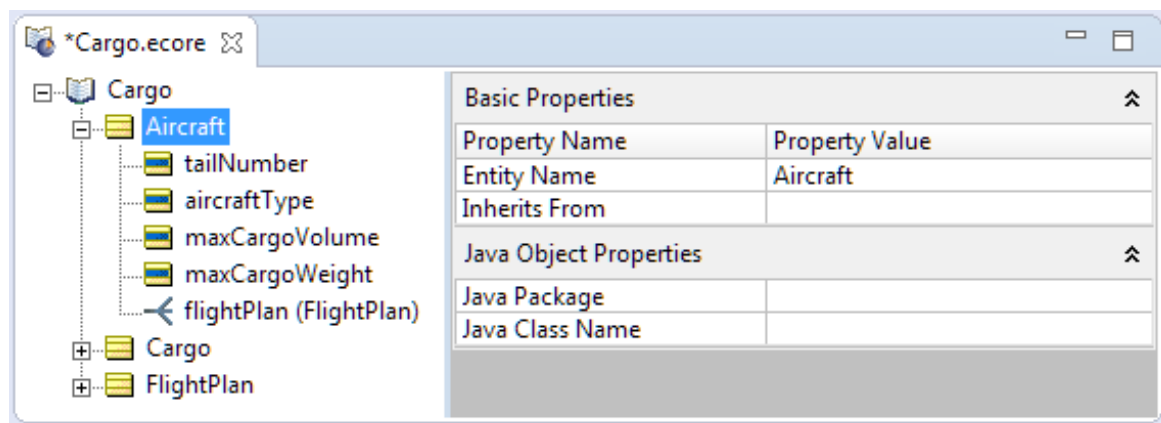 *Cargo.ecore
Cargo
Aircraft
tailNumber
aircraftType
maxCargoVolume
maxCargoWeight
flightPlan (FlightPlan)
Cargo
FlightPlan
Basic Properties
Property Name Property Value
Entity Name Aircraft
Inherits From
Java Object Properties
Java Package
Java Class Name